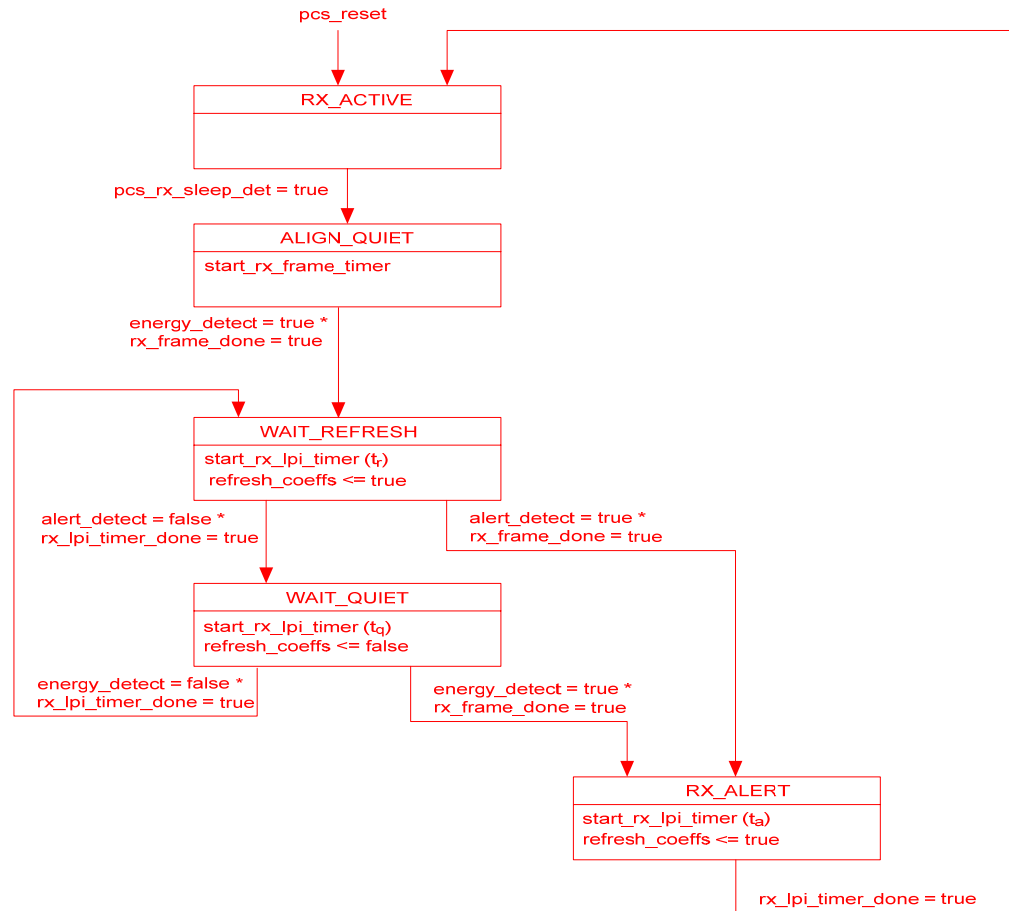 pcs_reset
RX_ACTIVE
pcs_rx_sleep_det = true
ALIGN_QUIET
start_rx_frame_timer
energy_detect = true *
rx_frame_done = true
WAIT_REFRESH
start_rx_lpi_timer (tr)
refresh_coeffs <= true
alert_detect = false *
rx_lpi_timer_done = true
alert_detect = true *
rx_frame_done = true
WAIT_QUIET
start_rx_lpi_timer (tq)
refresh_coeffs <= false
energy_detect = false *
rx_lpi_timer_done = true
energy_detect = true *
rx_frame_done = true
RX_ALERT
start_rx_lpi_timer (ta)
refresh_coeffs <= true
rx_lpi_timer_done = true